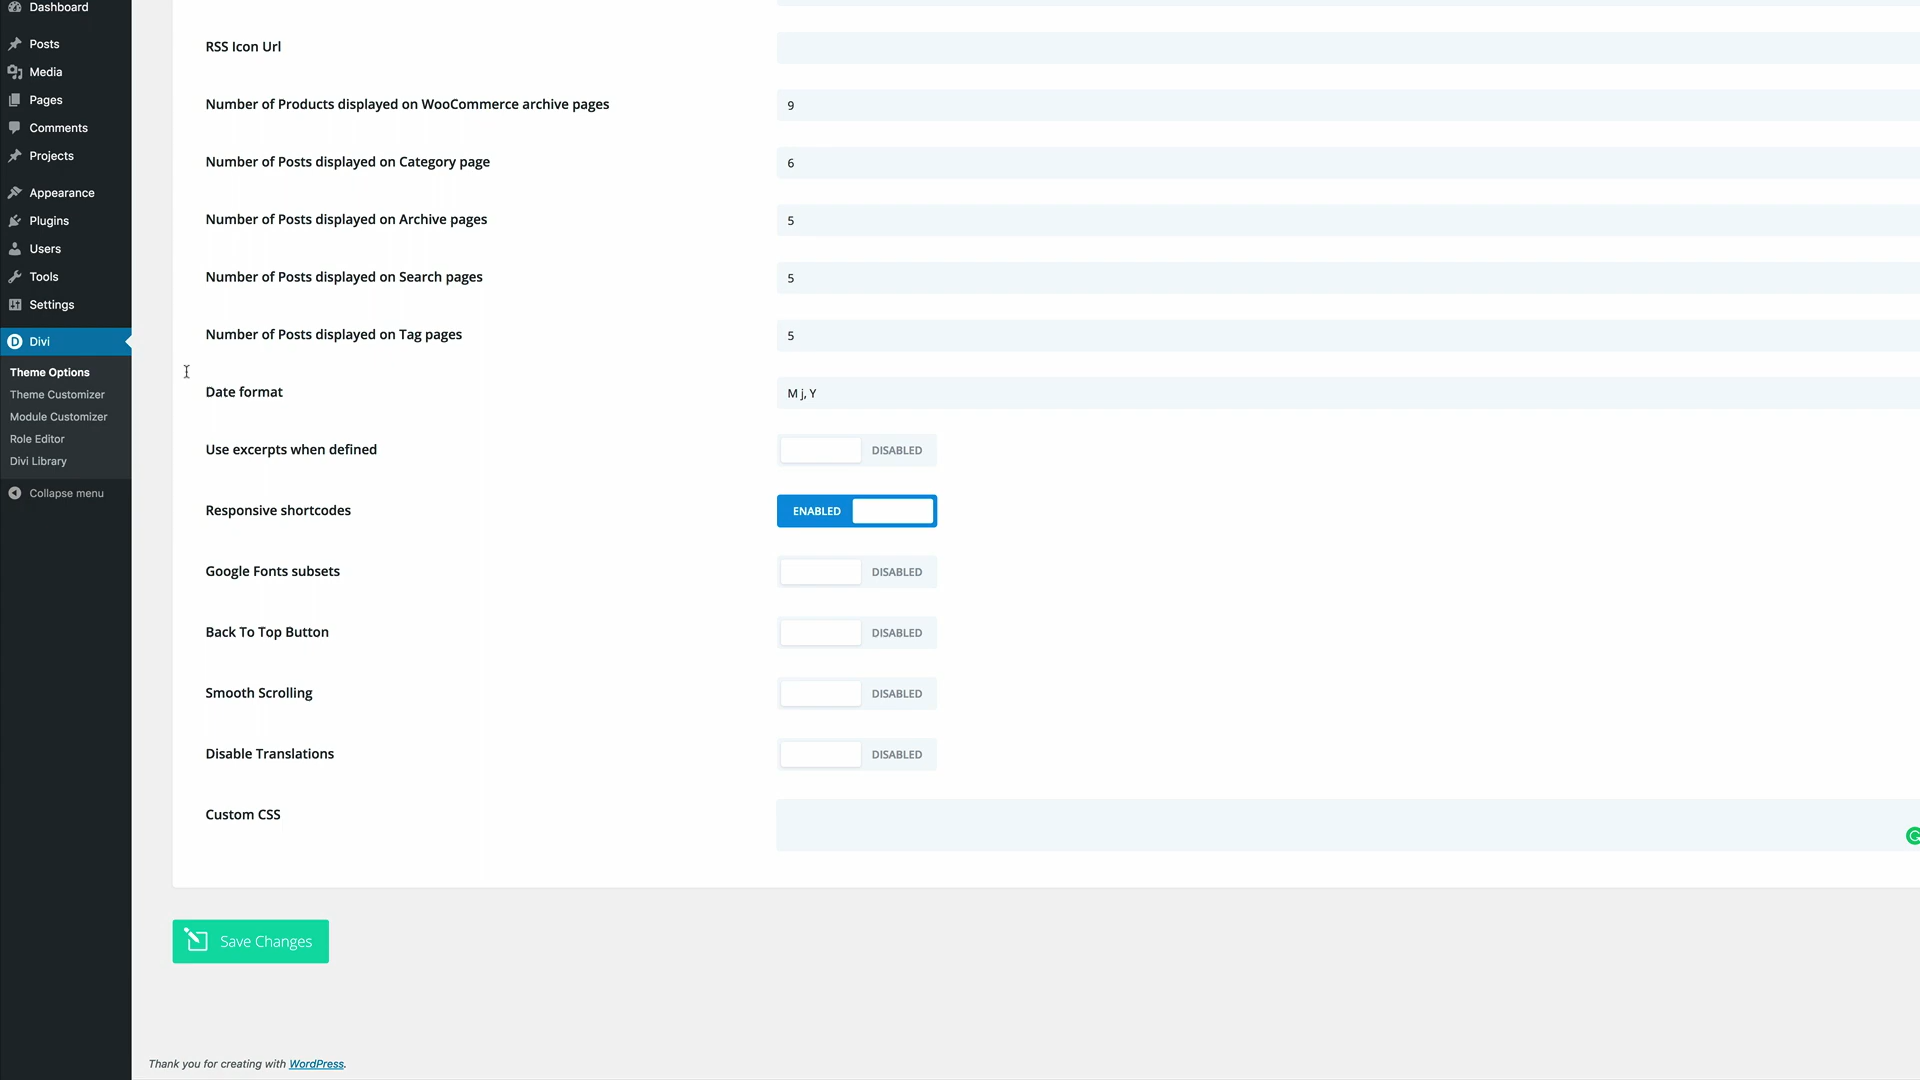 Dashboard
Posts
Media
Pages
Comments
Projects
Appearance
Plugins
Users
Tools
Settings
Divi
Theme Options
Theme Customizer
Module Customizer
Role Editor
Divi Library
Collapse menu
RSS Icon Url
Number of Products displayed on WooCommerce archive pages
9
Number of Posts displayed on Category page
6
Number of Posts displayed on Archive pages
5
Number of Posts displayed on Search pages
5
Number of Posts displayed on Tag pages
5
Date format
M j, Y
Use excerpts when defined
DISABLED
Responsive shortcodes
ENABLED
Google Fonts subsets
DISABLED
Back To Top Button
DISABLED
Smooth Scrolling
DISABLED
Disable Translations
DISABLED
Custom CSS
Save Changes
Thank you for creating with WordPress.